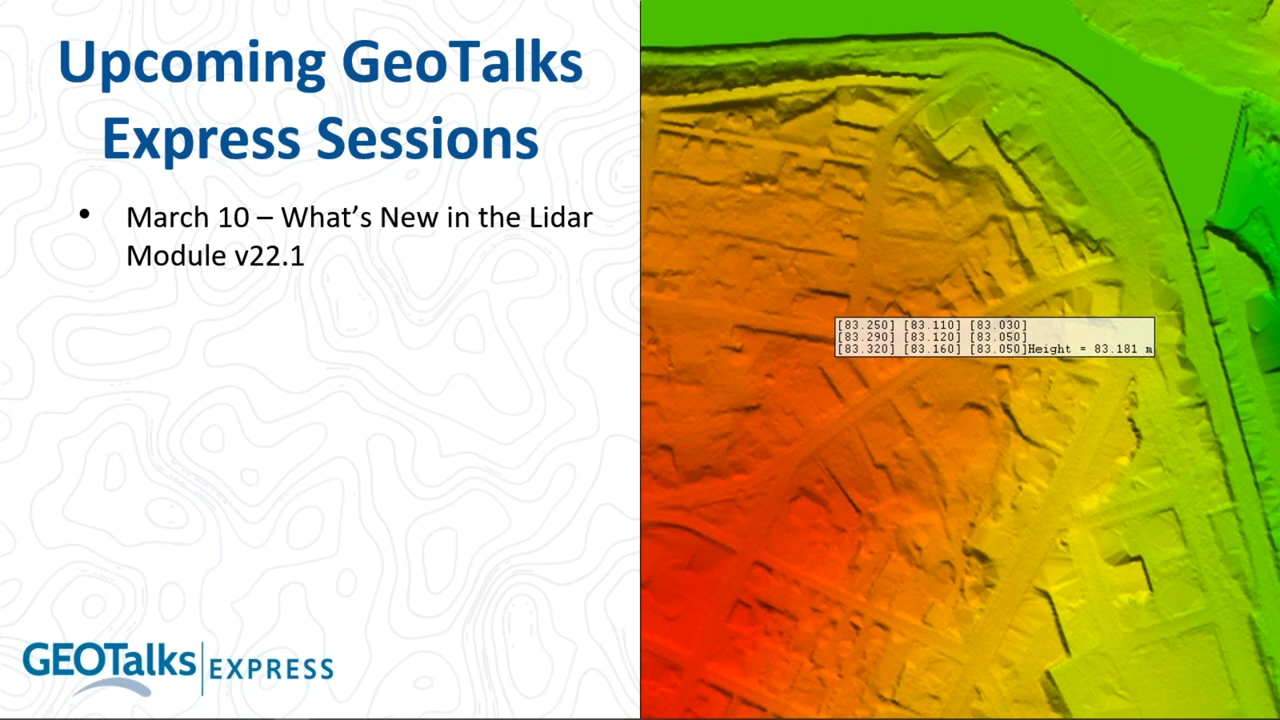 Upcoming GeoTalks
Express Sessions
• March 10 – What’s New in the Lidar
Module v22.1
[83.250] [83.110] [83.030]
[83.290] [83.120] [83.050]
[83.320] [83.160] [83.050]Height = 83.181 m
GEOTalks EXPRESS